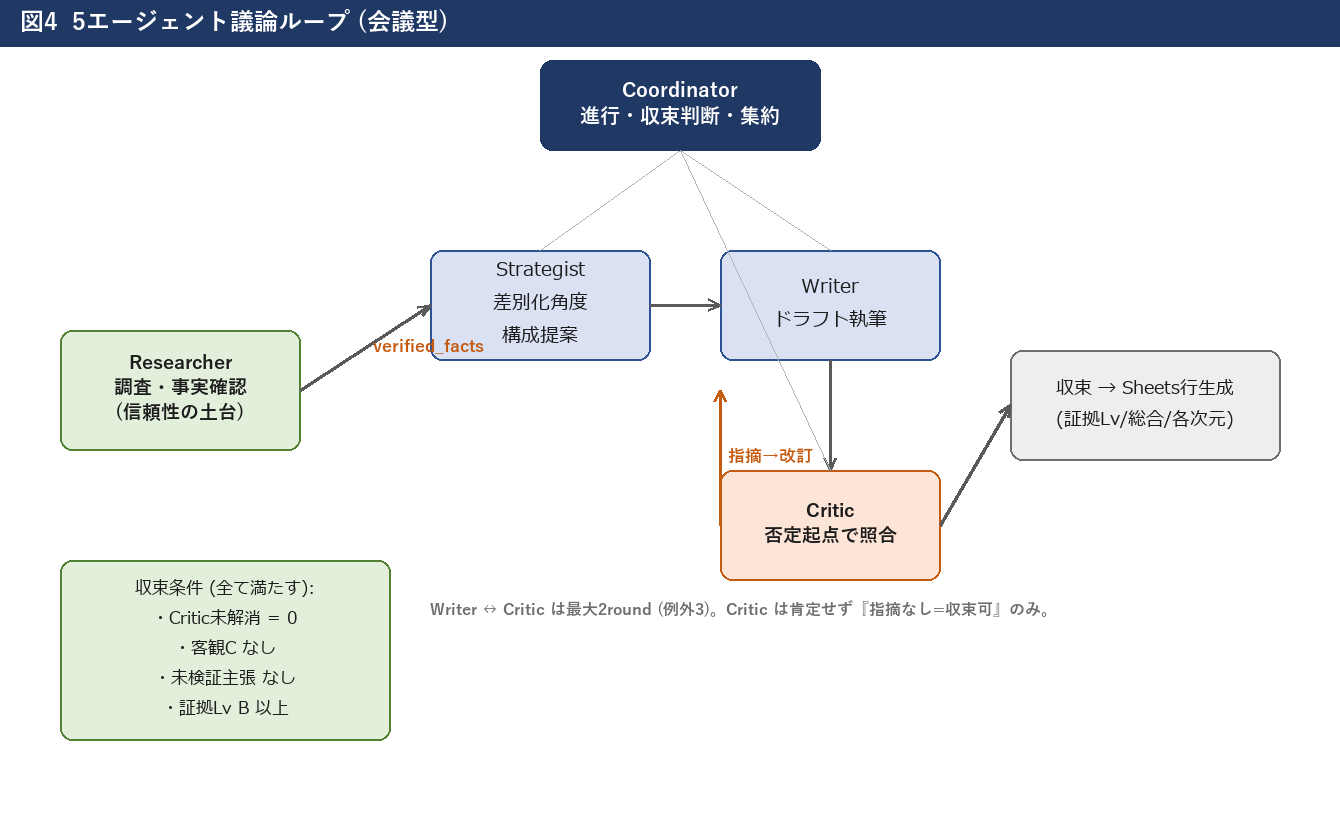 図4  5エージェント議論ループ (会議型)
Coordinator
進行・収束判断・集約
Strategist
差別化角度
構成提案
Writer
ドラフト執筆
verified_facts
Researcher
調査・事実確認
(信頼性の土台)
収束 → Sheets行生成
(証拠Lv/総合/各次元)
指摘→改訂
Critic
否定起点で照合
収束条件 (全て満たす):
・Critic未解消 = 0
・客観C なし
・未検証主張 なし
・証拠Lv B 以上
Writer ↔ Critic は最大2round (例外3)。Critic は肯定せず『指摘なし=収束可』のみ。